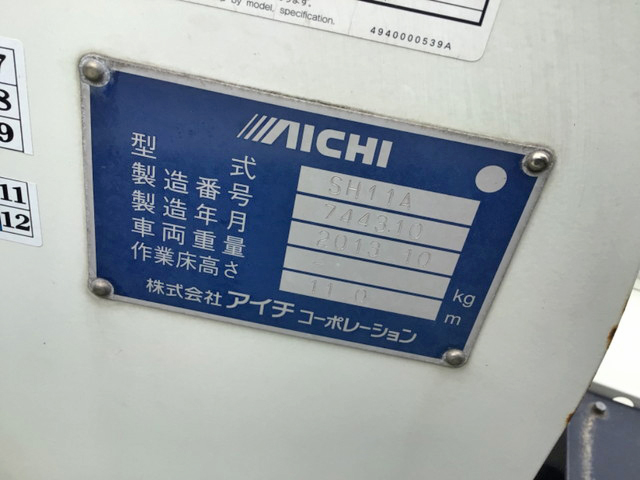 by model, specification.
4940000539A
7
8
9
11
12
AICHI
型式 SH11A
製造番号 744310
製造年月 2013 10
車両重量 -- kg
作業床高さ 11.0 m
株式会社アイチコーポレーション